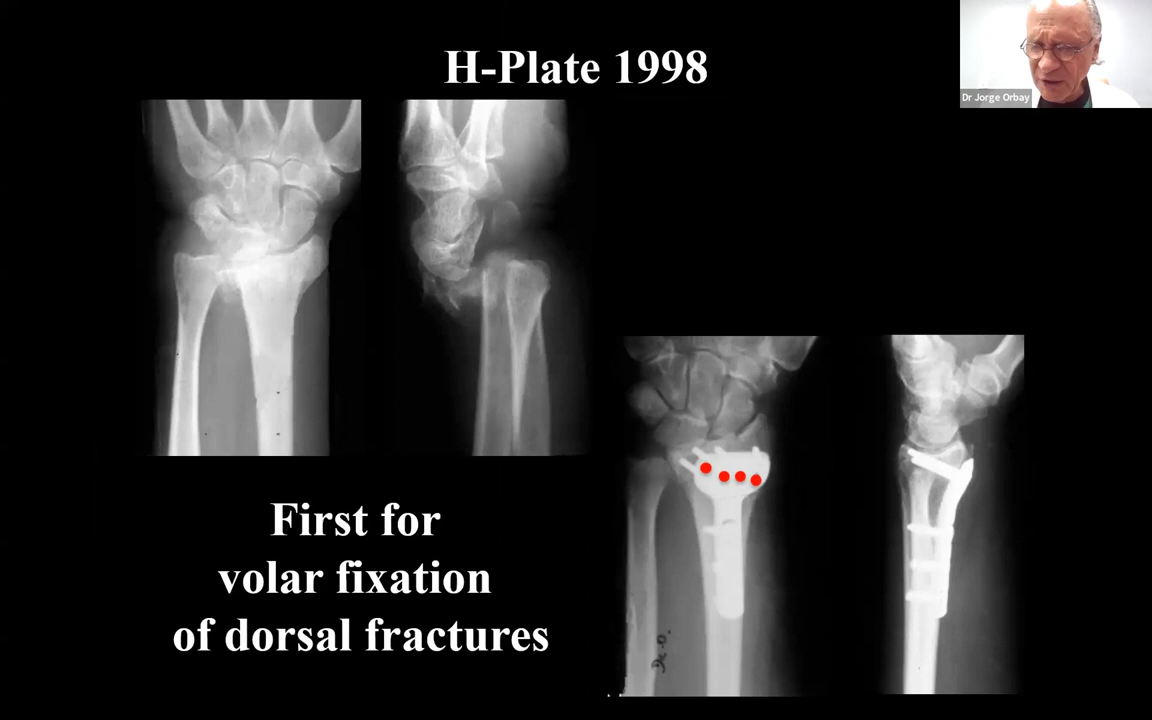 H-Plate 1998
Dr Jorge Orbay
First for
volar fixation
of dorsal fractures